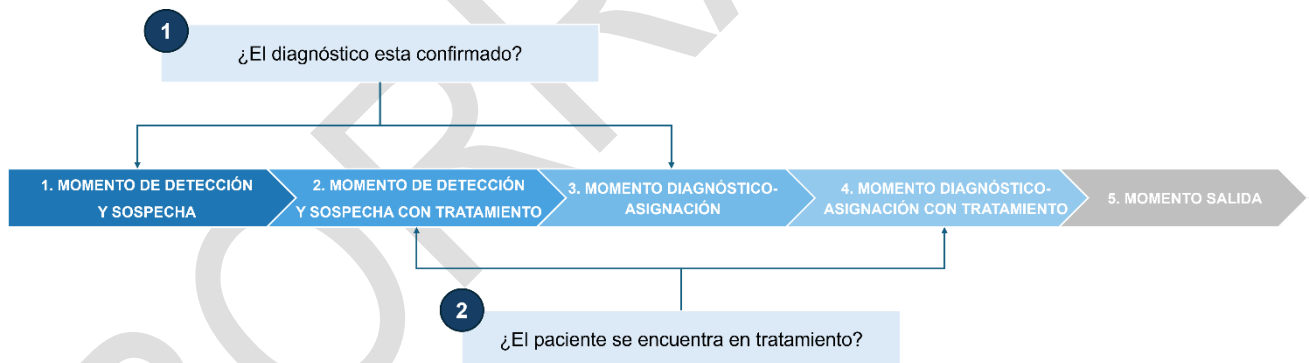 1
¿El diagnóstico esta confirmado?
1. MOMENTO DE DETECCIÓN
Y SOSPECHA
2. MOMENTO DE DETECCIÓN
Y SOSPECHA CON TRATAMIENTO
3. MOMENTO DIAGNÓSTICO-
ASIGNACIÓN
4. MOMENTO DIAGNÓSTICO-
ASIGNACIÓN CON TRATAMIENTO
5. MOMENTO SALIDA
2
¿El paciente se encuentra en tratamiento?